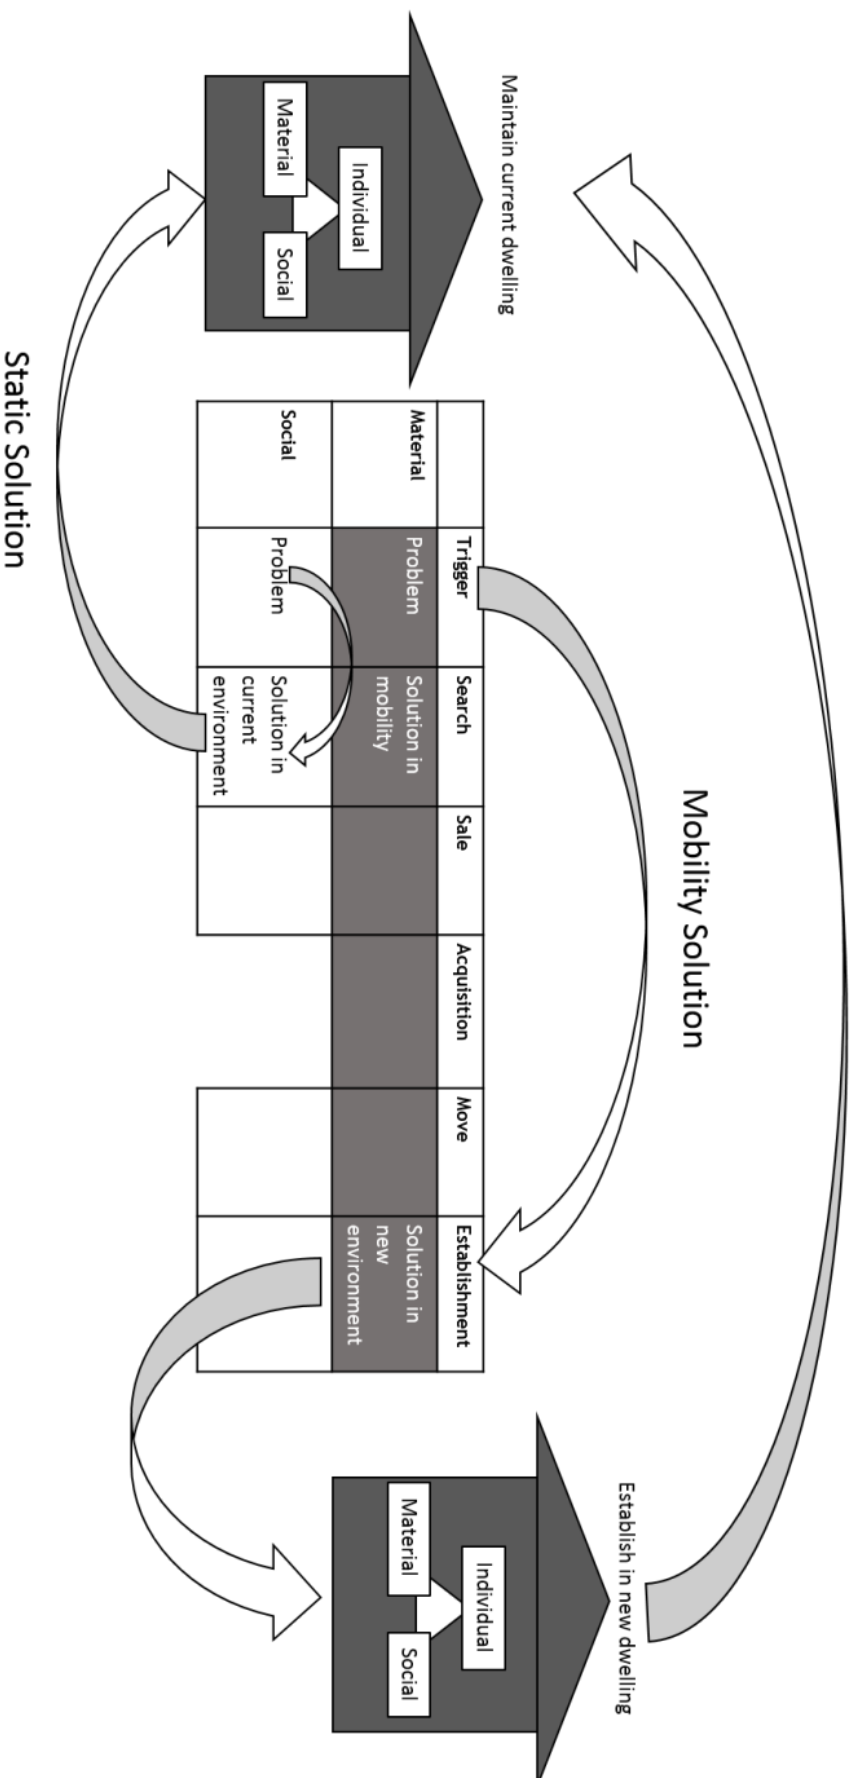 Mobility Solution
Maintain current dwelling
Individual
Material
Social
Trigger
Search
Sale
Acquisition
Move
Establishment
Material
Problem
Solution in
mobility
Solution in
new
environment
Social
Problem
Solution in
current
environment
Establish in new dwelling
Individual
Material
Social
Static Solution